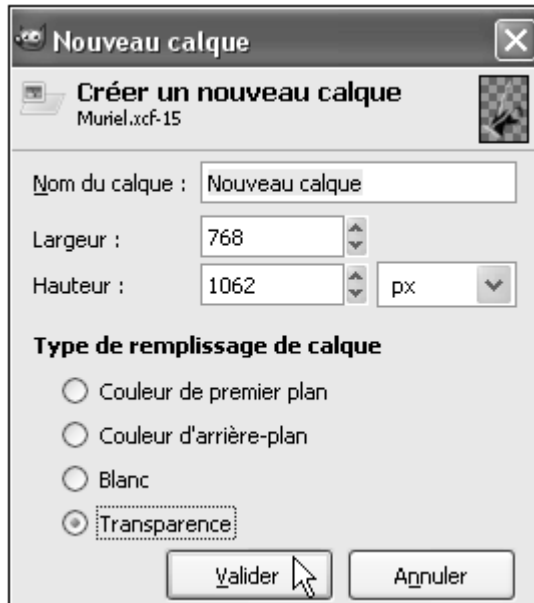 Nouveau calque
Créer un nouveau calque
Muriel.xcf-15
Nom du calque : Nouveau calque
Largeur : 768
Hauteur : 1062 px
Type de remplissage de calque
Couleur de premier plan
Couleur d'arrière-plan
Blanc
Transparence
Valider Annuler